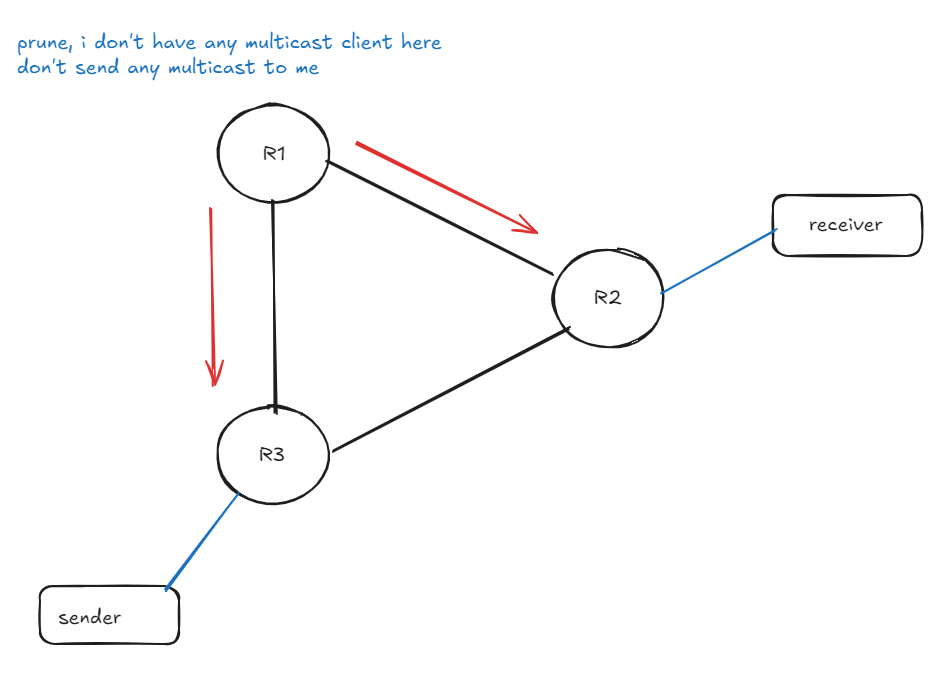 prune, i don't have any multicast client here
don't send any multicast to me
R1
receiver
R2
R3
sender